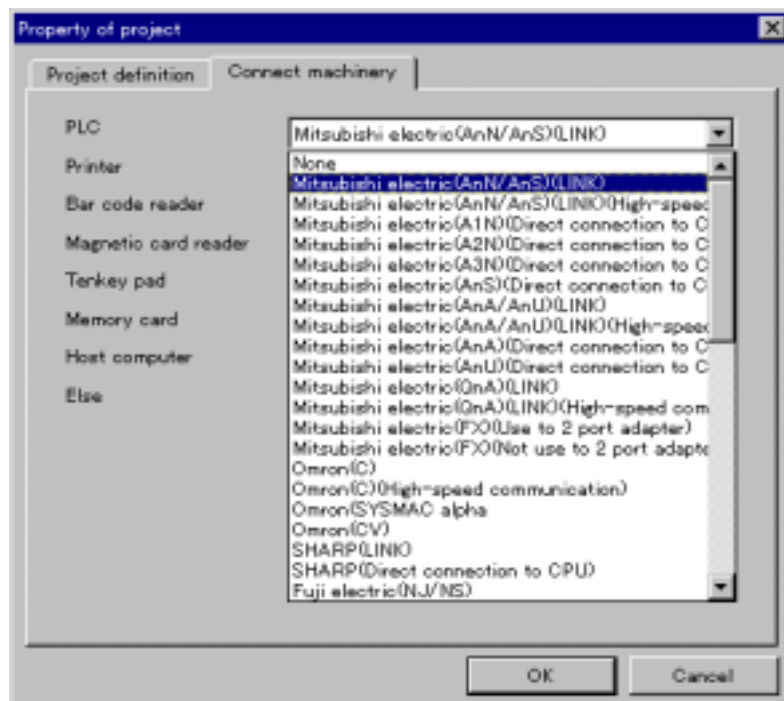 Property of project
Project definition
Connect machinery
PLC
Mitsubishi electric(AnN/AnS)(LINK)
Printer
Bar code reader
Magnetic card reader
Tenkey pad
Memory card
Host computer
Else
None
Mitsubishi electric(AnN/AnS)(LINK)
Mitsubishi electric(AnN/AnS)(LINK)(High-speed
Mitsubishi electric(A1N)(Direct connection to C
Mitsubishi electric(A2N)(Direct connection to C
Mitsubishi electric(A3N)(Direct connection to C
Mitsubishi electric(AnS)(Direct connection to C
Mitsubishi electric(AnA/AnU)(LINK)
Mitsubishi electric(AnA/AnU)(LINK)(High-speed
Mitsubishi electric(AnA)(Direct connection to C
Mitsubishi electric(AnU)(Direct connection to C
Mitsubishi electric(QnA)(LINK)
Mitsubishi electric(QnA)(LINK)(High-speed com
Mitsubishi electric(FX)(Use to 2 port adapter)
Mitsubishi electric(FX)(Not use to 2 port adapte
Omron(C)
Omron(C)(High-speed communication)
Omron(SYSMAC alpha
Omron(CV)
SHARP(LINK)
SHARP(Direct connection to CPU)
Fuji electric(NJ/NS)
OK
Cancel